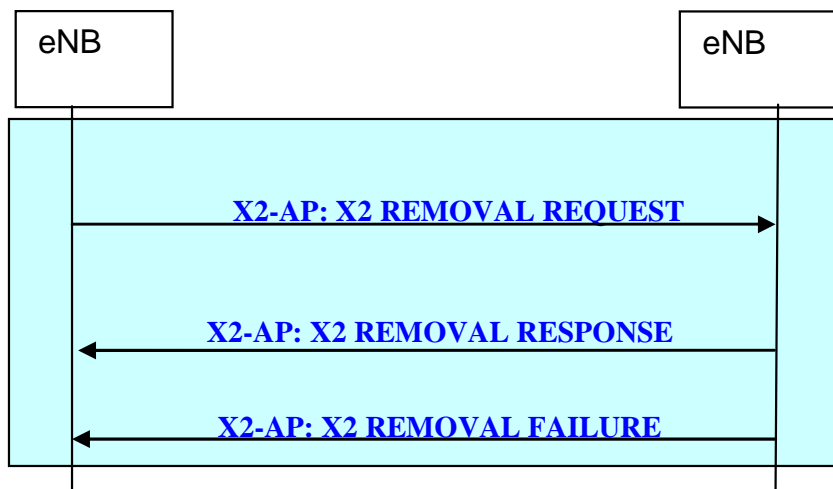 eNB
eNB
X2-AP: X2 REMOVAL REQUEST
X2-AP: X2 REMOVAL RESPONSE
X2-AP: X2 REMOVAL FAILURE